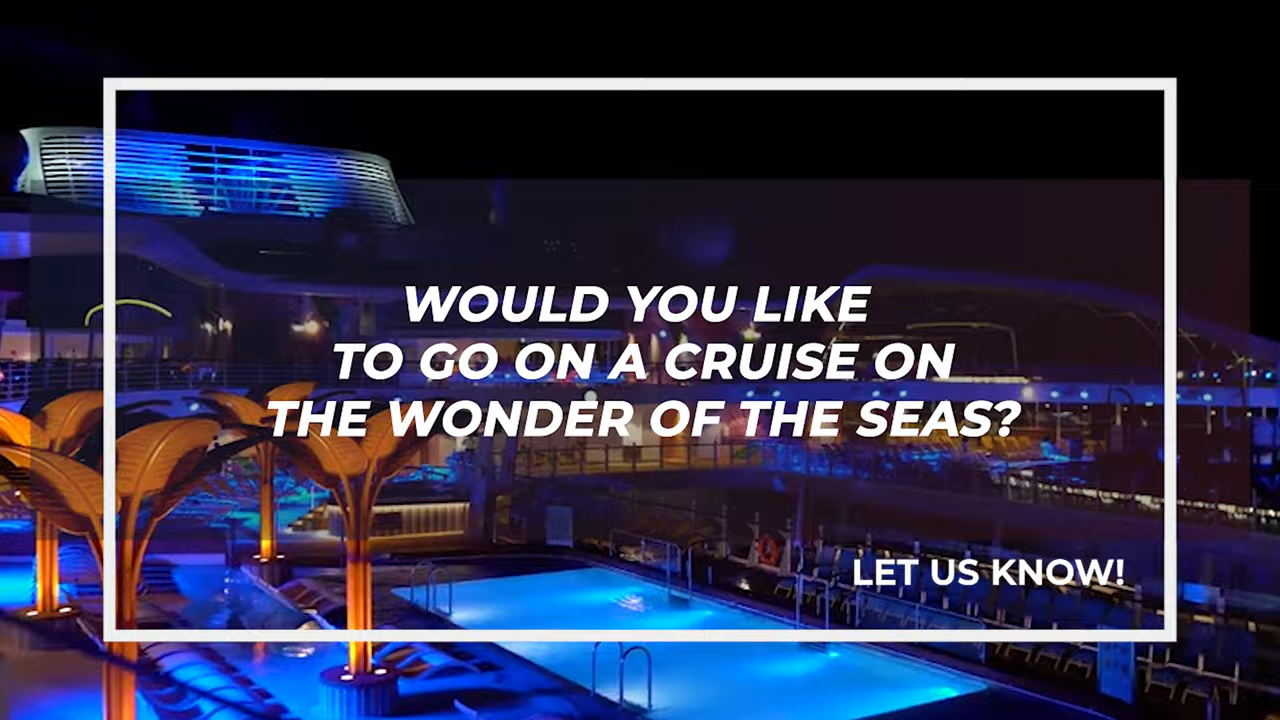 WOULD YOU LIKE
TO GO ON A CRUISE ON
THE WONDER OF THE SEAS?
LET US KNOW!